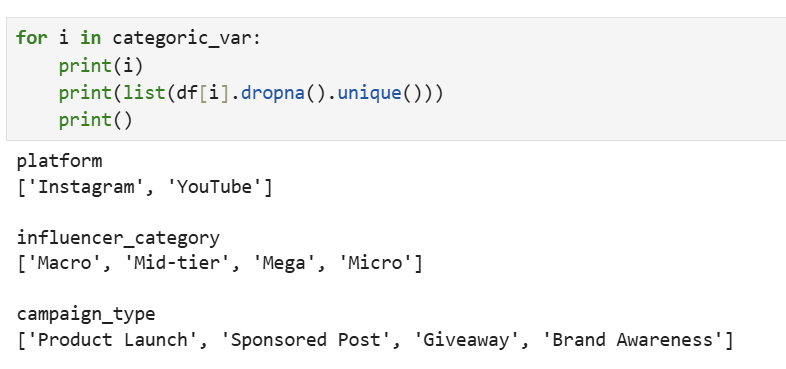 for i in categoric_var:
    print(i)
    print(list(df[i].dropna().unique()))
    print()
platform
['Instagram', 'YouTube']
influencer_category
['Macro', 'Mid-tier', 'Mega', 'Micro']
campaign_type
['Product Launch', 'Sponsored Post', 'Giveaway', 'Brand Awareness']